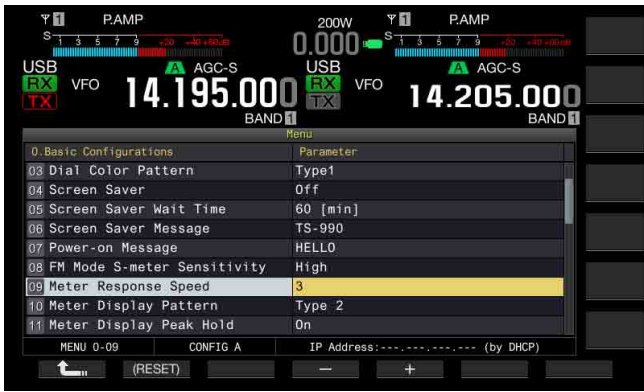 1 P.AMP 200W 1 P.AMP
S 1 3 5 7 9 +20 +40 +60dB 0.000 S 1 3 5 7 9 +20 +40 +60dB
USB A AGC-S USB A AGC-S
RX VFO 14.195.000 RX VFO 14.205.000
TX TX
BAND 1 BAND 1
Menu
0.Basic Configurations Parameter
03 Dial Color Pattern Type1
04 Screen Saver Off
05 Screen Saver Wait Time 60 [min]
06 Screen Saver Message TS-990
07 Power-on Message HELLO
08 FM Mode S-meter Sensitivity High
09 Meter Response Speed 3
10 Meter Display Pattern Type 2
11 Meter Display Peak Hold On
MENU 0-09 CONFIG A IP Address:---.---.---.--- (by DHCP)
(RESET) − +